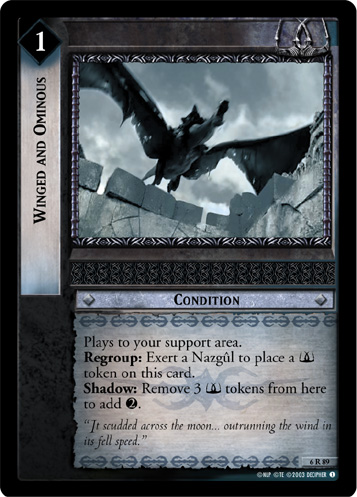 1
Winged and Ominous
Condition
Plays to your support area.
Regroup: Exert a Nazgûl to place a
token on this card.
Shadow: Remove 3 tokens from here
to add 2.
"It scudded across the moon... outrunning the wind in
its fell speed."
6 R 89
©NLP ©TE ©2003 DECIPHER